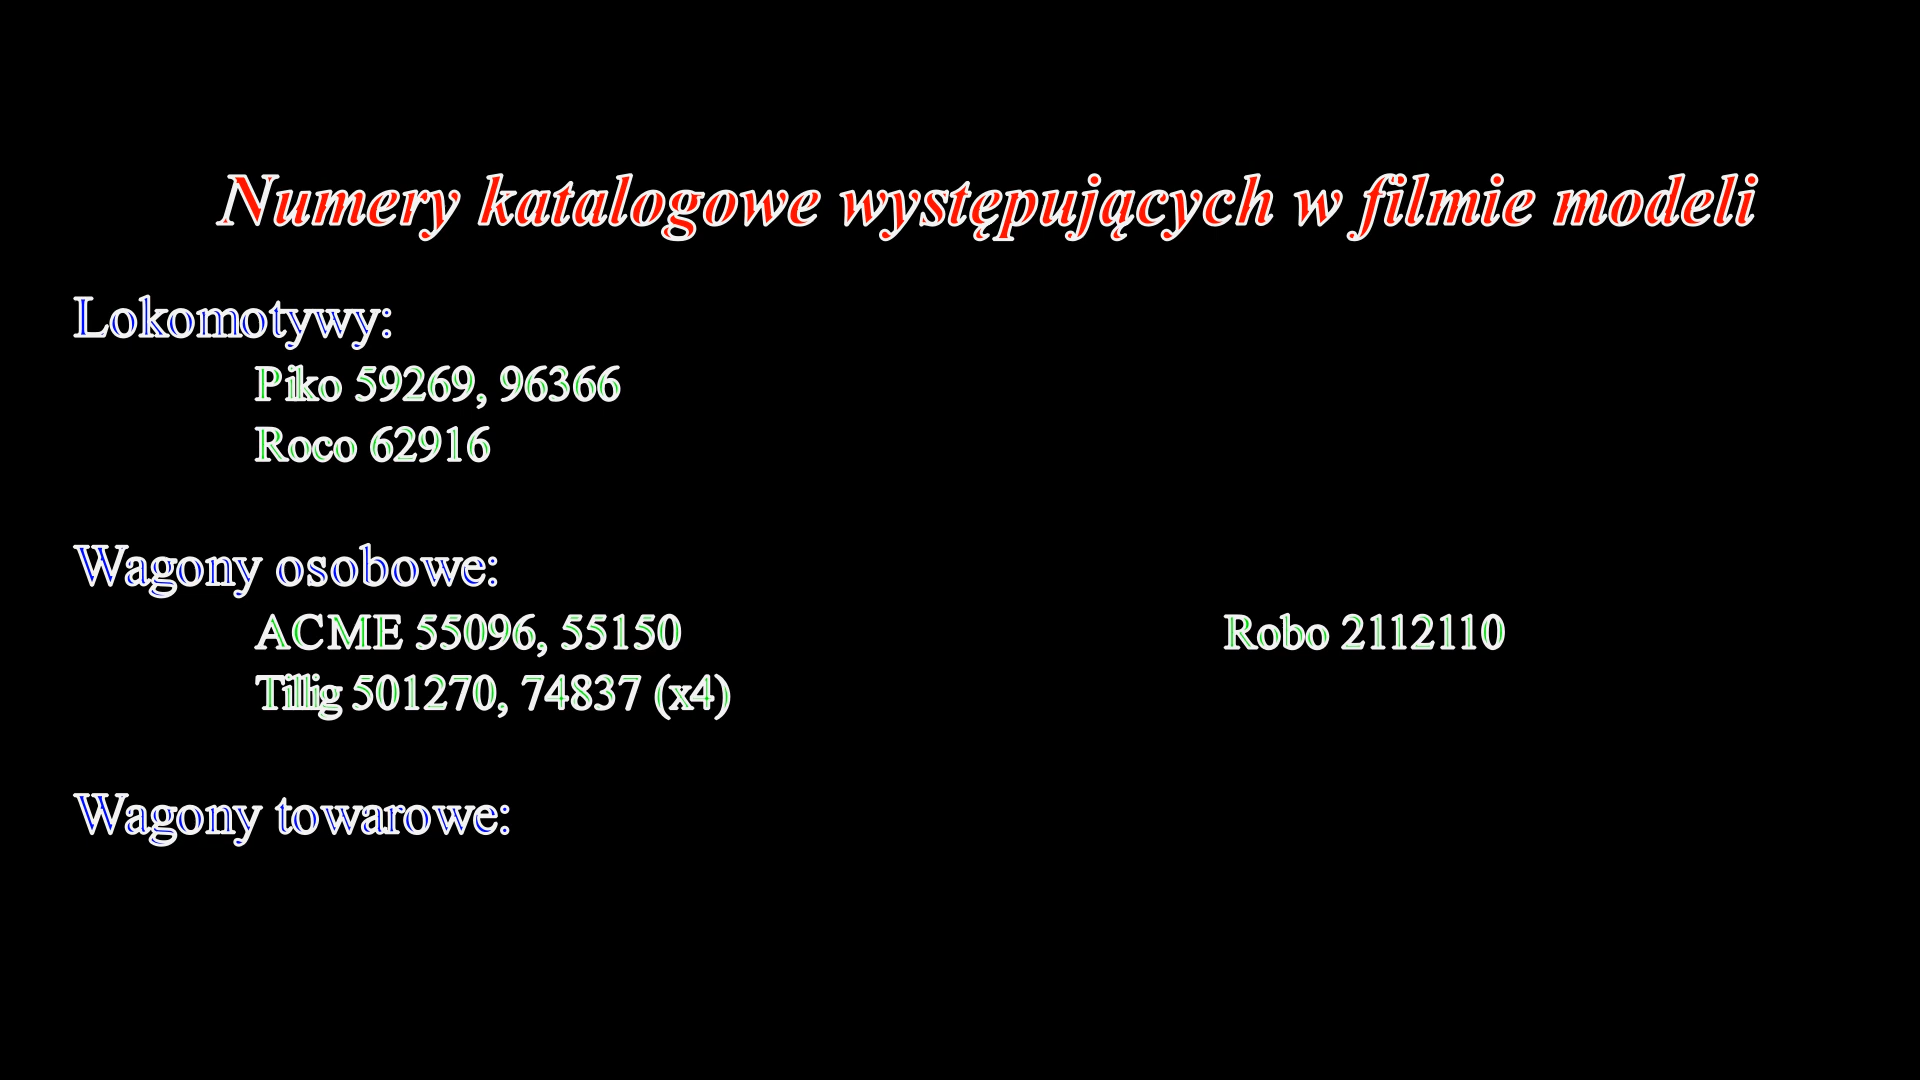 Numery katalogowe występujących w filmie modeli
Lokomotywy:
Piko 59269, 96366
Roco 62916
Wagony osobowe:
ACME 55096, 55150
Robo 2112110
Tillig 501270, 74837 (x4)
Wagony towarowe: